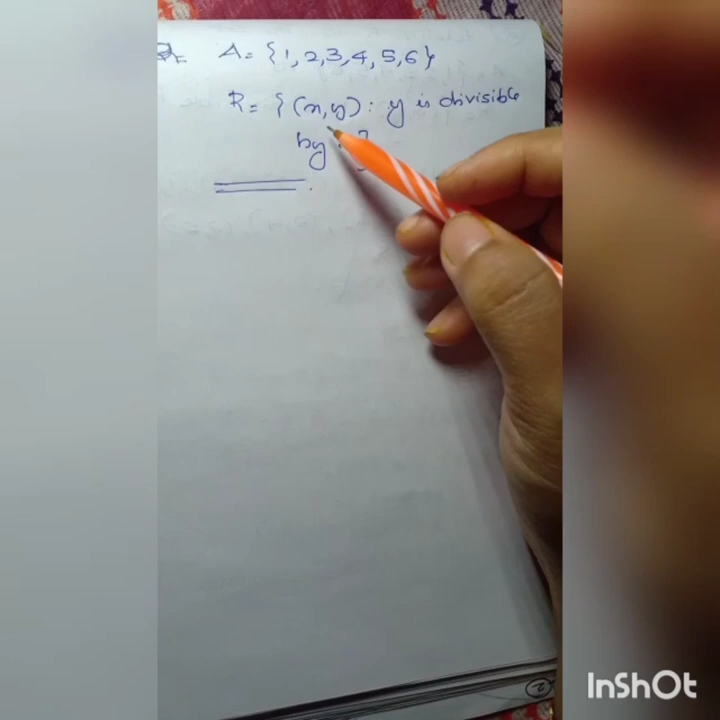 Q. A = {1, 2, 3, 4, 5, 6}
R = {(x, y) : y is divisible
by }
InShOt